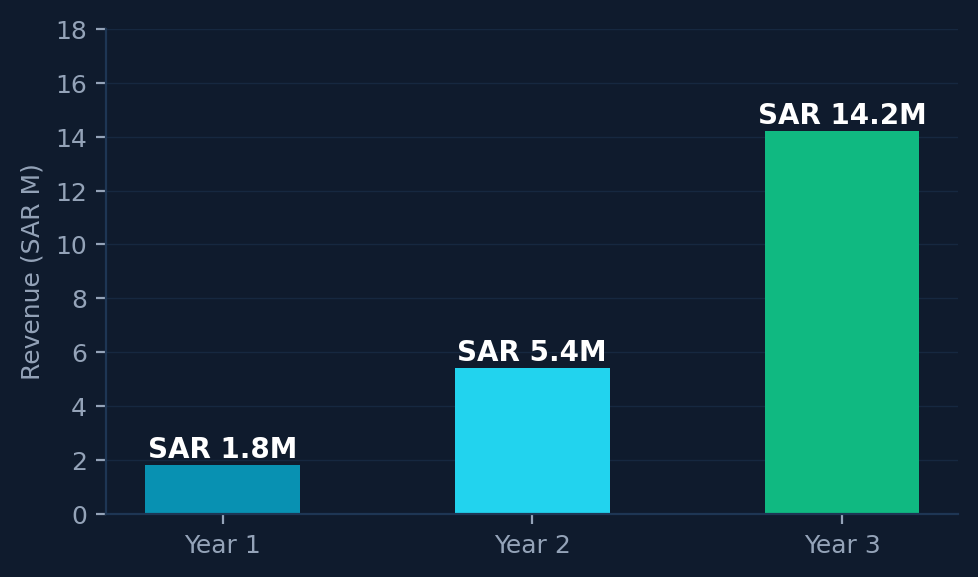 18
16
14
12
10
8
6
4
2
0
Revenue (SAR M)
SAR 1.8M
SAR 5.4M
SAR 14.2M
Year 1
Year 2
Year 3